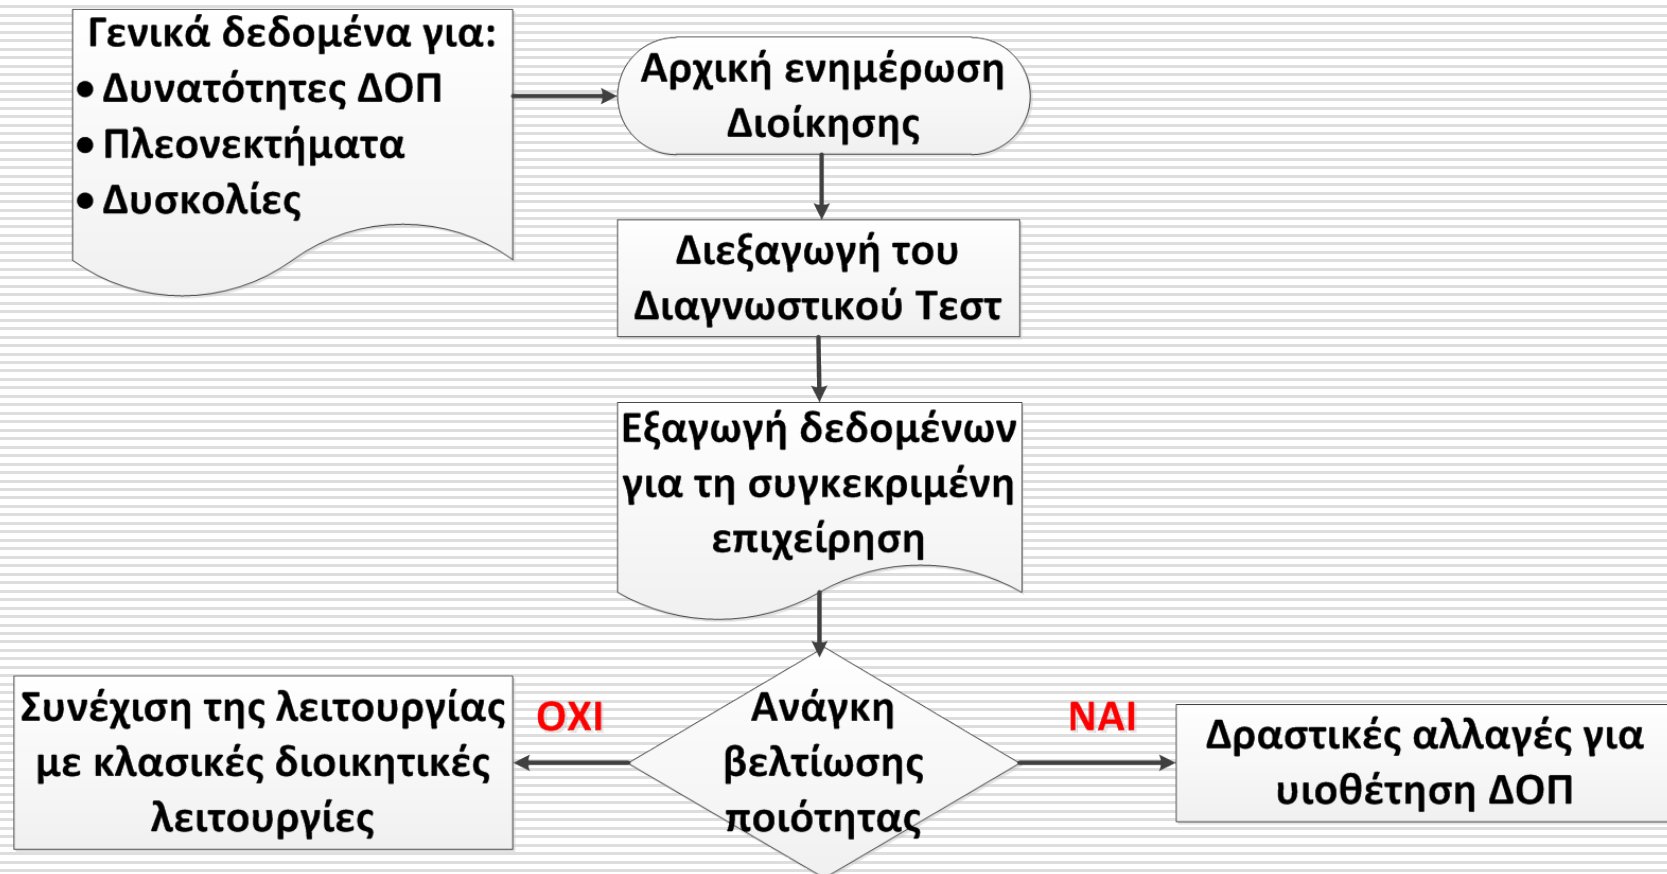 Γενικά δεδομένα για:
• Δυνατότητες ΔΟΠ
• Πλεονεκτήματα
• Δυσκολίες
Αρχική ενημέρωση
Διοίκησης
Διεξαγωγή του
Διαγνωστικού Τεστ
Εξαγωγή δεδομένων
για τη συγκεκριμένη
επιχείρηση
Συνέχιση της λειτουργίας
με κλασικές διοικητικές
λειτουργίες
ΟΧΙ
Ανάγκη
βελτίωσης
ποιότητας
ΝΑΙ
Δραστικές αλλαγές για
υιοθέτηση ΔΟΠ